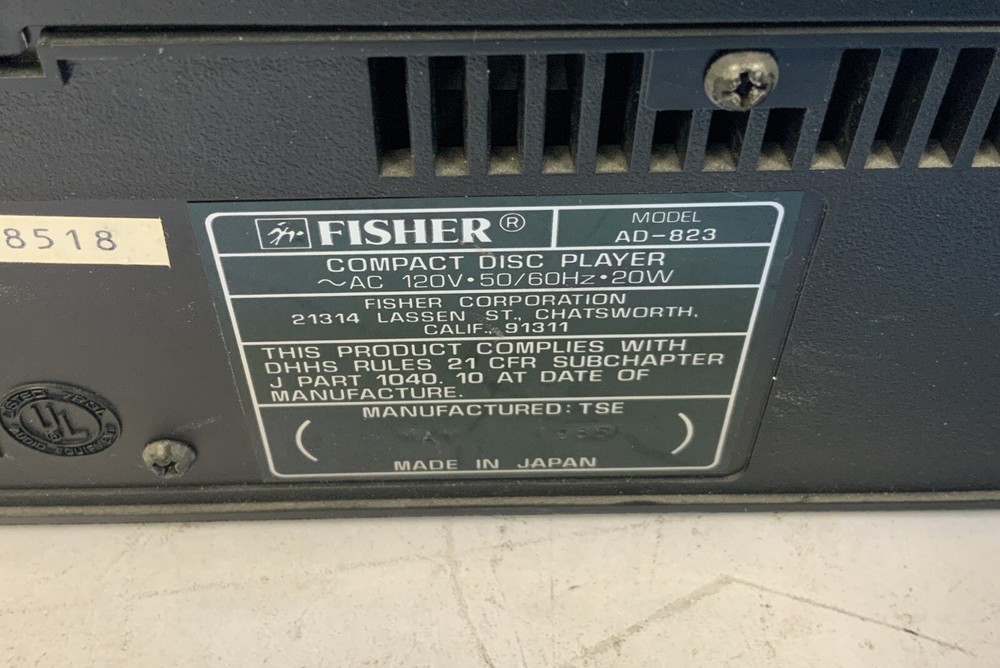 8518
FISHER®
MODEL
AD-823
COMPACT DISC PLAYER
~AC 120V•50/60Hz•20W
FISHER CORPORATION
21314 LASSEN ST., CHATSWORTH,
CALIF., 91311
THIS PRODUCT COMPLIES WITH
DHHS RULES 21 CFR SUBCHAPTER
J PART 1040. 10 AT DATE OF
MANUFACTURE.
MANUFACTURED: TSE
MADE IN JAPAN
UL